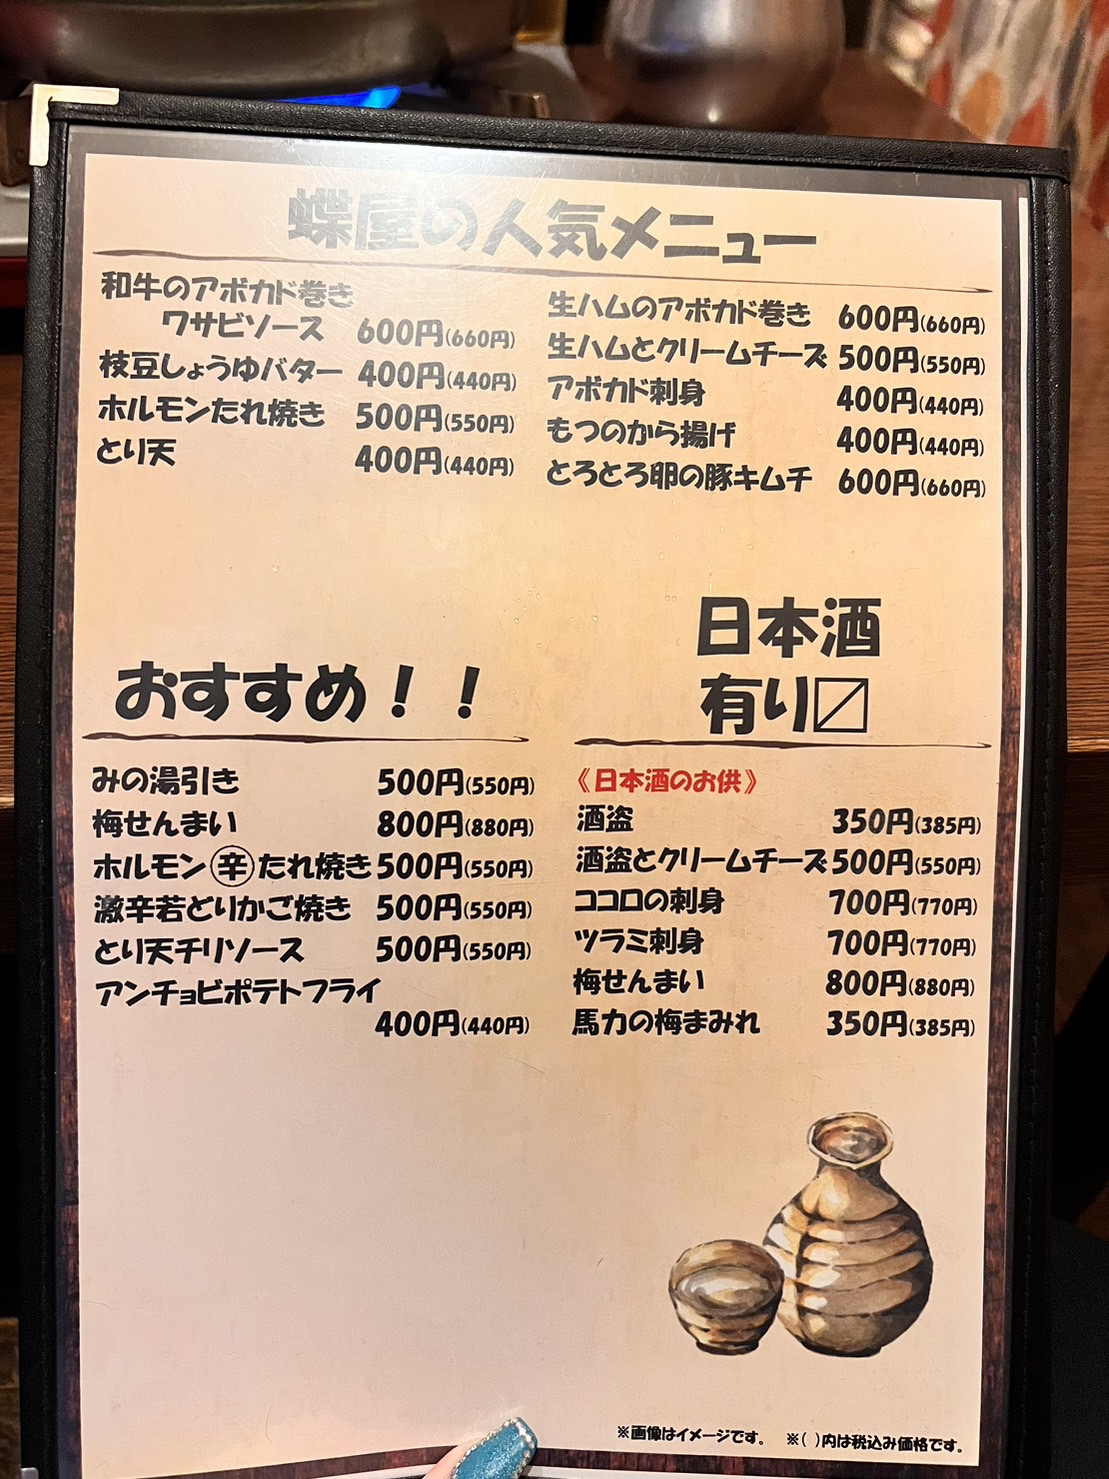 蝶屋の人気メニュー
和牛のアボカド巻き
ワサビソース 600円(660円)
枝豆しょうゆバター 400円(440円)
ホルモンたれ焼き 500円(550円)
とり天 400円(440円)
生ハムのアボカド巻き 600円(660円)
生ハムとクリームチーズ 500円(550円)
アボカド刺身 400円(440円)
もつのから揚げ 400円(440円)
とろとろ卵の豚キムチ 600円(660円)
おすすめ！！
みの湯引き 500円(550円)
梅せんまい 800円(880円)
ホルモン辛たれ焼き 500円(550円)
激辛若どりかご焼き 500円(550円)
とり天チリソース 500円(550円)
アンチョビポテトフライ
400円(440円)
日本酒
有り〼
《日本酒のお供》
酒盗 350円(385円)
酒盗とクリームチーズ 500円(550円)
ココロの刺身 700円(770円)
ツラミ刺身 700円(770円)
梅せんまい 800円(880円)
馬力の梅まみれ 350円(385円)
※画像はイメージです。 ※( )内は税込み価格です。